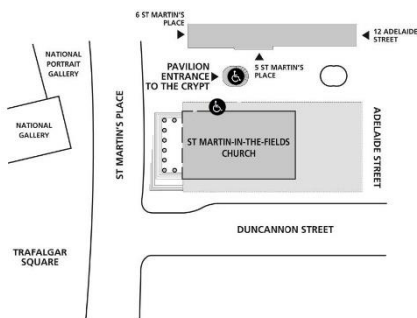 6 ST MARTIN'S
PLACE
12 ADELAIDE
STREET
NATIONAL
PORTRAIT
GALLERY
PAVILION
ENTRANCE
TO THE CRYPT
5 ST MARTIN'S
PLACE
NATIONAL
GALLERY
ST MARTIN'S PLACE
ST MARTIN-IN-THE-FIELDS
CHURCH
ADELAIDE STREET
DUNCANNON STREET
TRAFALGAR
SQUARE